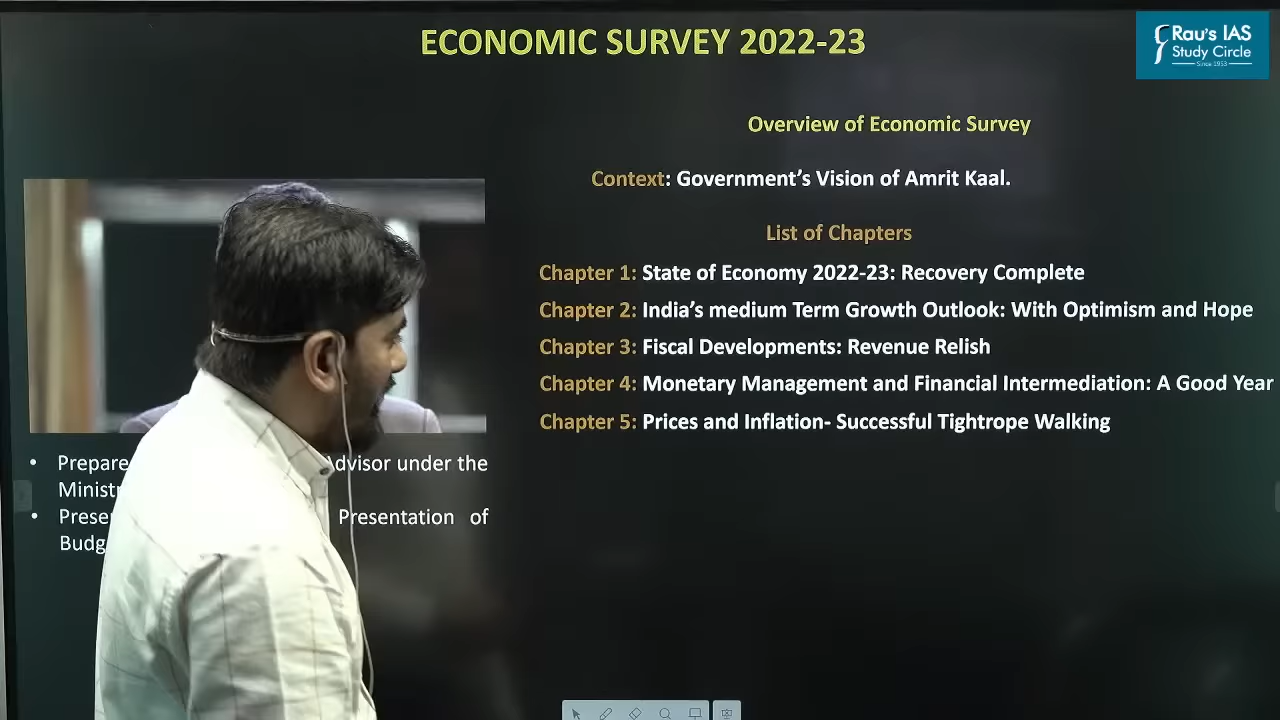 ECONOMIC SURVEY 2022-23
Rau's IAS
Study Circle
Since 1953
Overview of Economic Survey
Context: Government's Vision of Amrit Kaal.
List of Chapters
Chapter 1: State of Economy 2022-23: Recovery Complete
Chapter 2: India's medium Term Growth Outlook: With Optimism and Hope
Chapter 3: Fiscal Developments: Revenue Relish
Chapter 4: Monetary Management and Financial Intermediation: A Good Year
Chapter 5: Prices and Inflation- Successful Tightrope Walking
• Advisor under the
• Presentation of